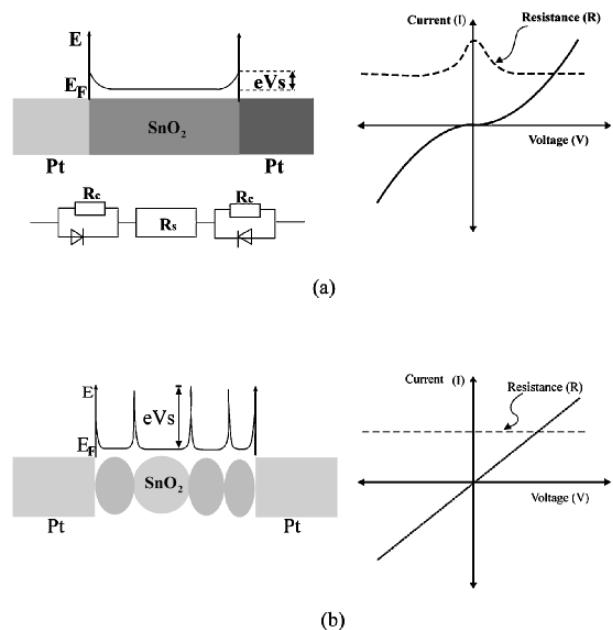 E
E_F
eVs
SnO₂
Pt
Pt
Rc
Rs
Rc
Current (I)
Resistance (R)
Voltage (V)
(a)
E
eVs
E_F
SnO₂
Pt
Pt
Current (I)
Resistance (R)
Voltage (V)
(b)